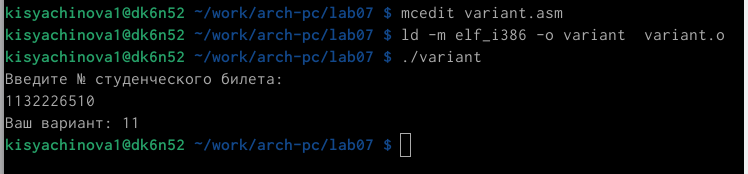 kisyachinova1@dk6n52 ~/work/arch-pc/lab07 $ mcedit variant.asm
kisyachinova1@dk6n52 ~/work/arch-pc/lab07 $ ld -m elf_i386 -o variant  variant.o
kisyachinova1@dk6n52 ~/work/arch-pc/lab07 $ ./variant
Введите № студенческого билета:
1132226510
Ваш вариант: 11
kisyachinova1@dk6n52 ~/work/arch-pc/lab07 $